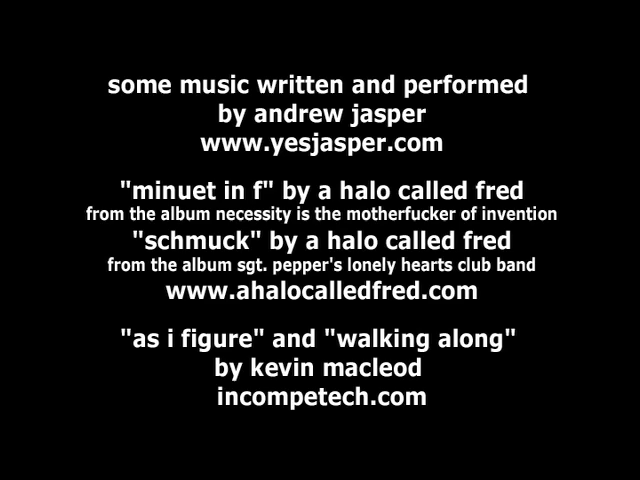 some music written and performed
by andrew jasper
www.yesjasper.com
"minuet in f" by a halo called fred
from the album necessity is the motherfucker of invention
"schmuck" by a halo called fred
from the album sgt. pepper's lonely hearts club band
www.ahalocalledfred.com
"as i figure" and "walking along"
by kevin macleod
incompetech.com